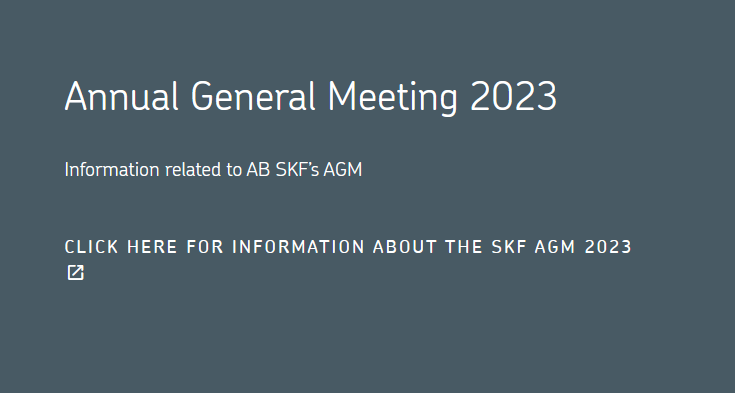 Annual General Meeting 2023
Information related to AB SKF's AGM
CLICK HERE FOR INFORMATION ABOUT THE SKF AGM 2023